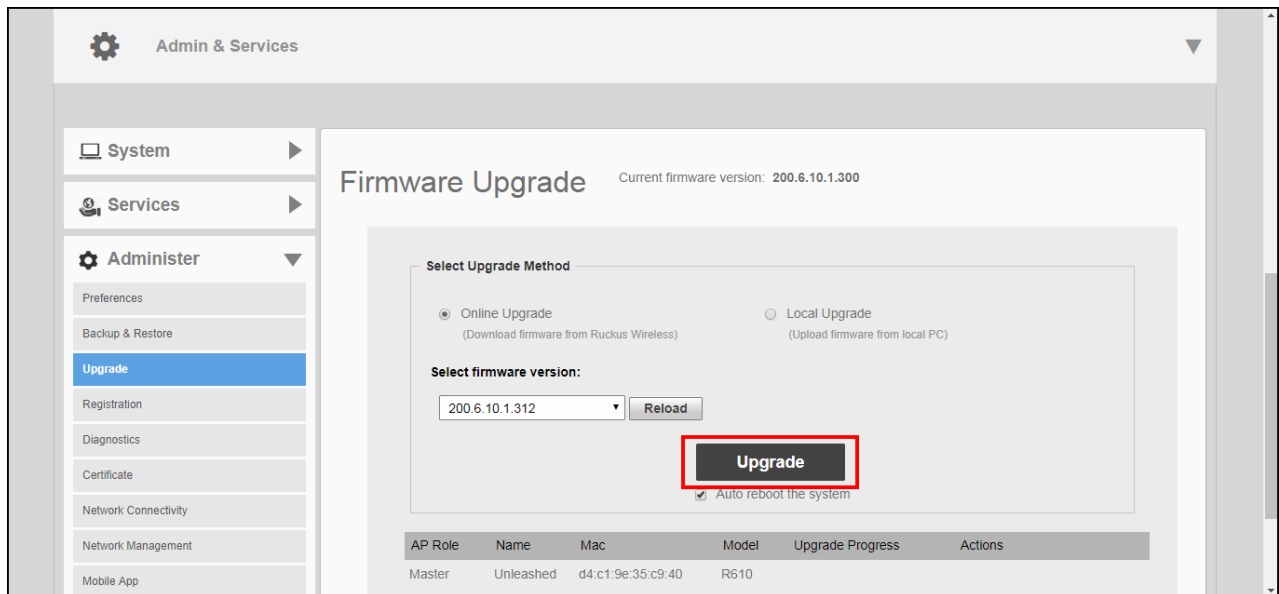 Admin & Services
System
Services
Administer
Preferences
Backup & Restore
Upgrade
Registration
Diagnostics
Certificate
Network Connectivity
Network Management
Mobile App
Firmware Upgrade
Current firmware version: 200.6.10.1.300
Select Upgrade Method
Online Upgrade
(Download firmware from Ruckus Wireless)
Local Upgrade
(Upload firmware from local PC)
Select firmware version:
200.6.10.1.312
Reload
Upgrade
Auto reboot the system
AP Role Name Mac Model Upgrade Progress Actions
Master Unleashed d4:c1:9e:35:c9:40 R610